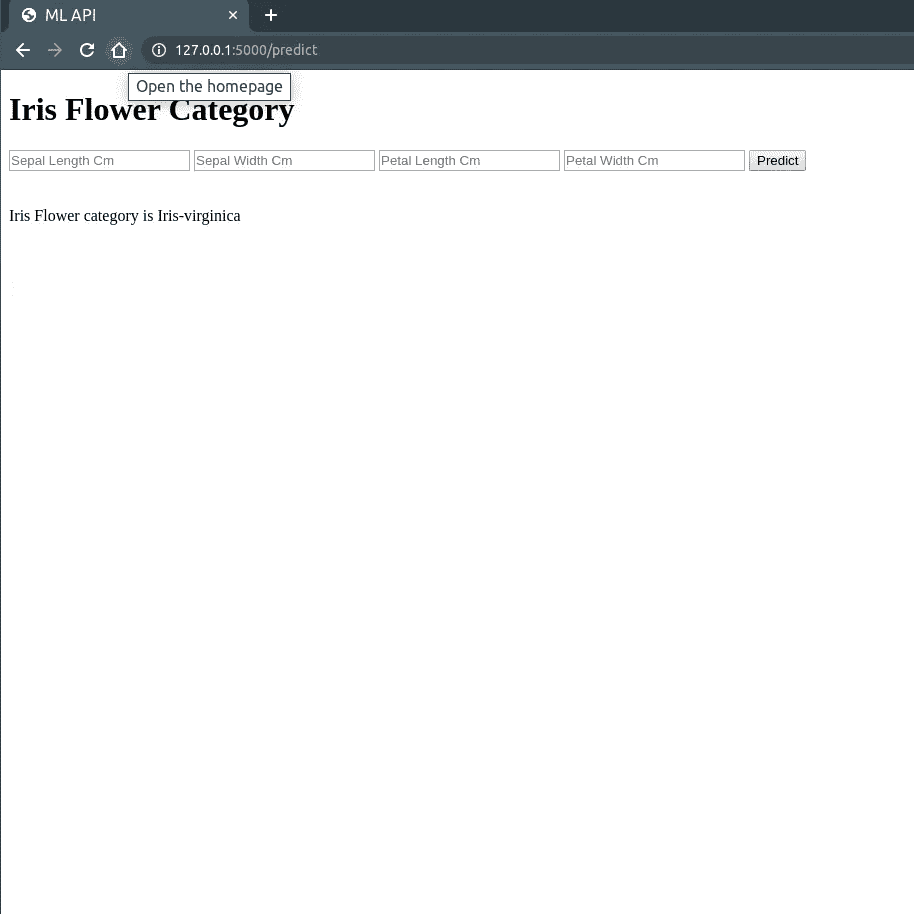 ML API
127.0.0.1:5000/predict
Open the homepage
Iris Flower Category
Sepal Length Cm Sepal Width Cm Petal Length Cm Petal Width Cm Predict
Iris Flower category is Iris-virginica